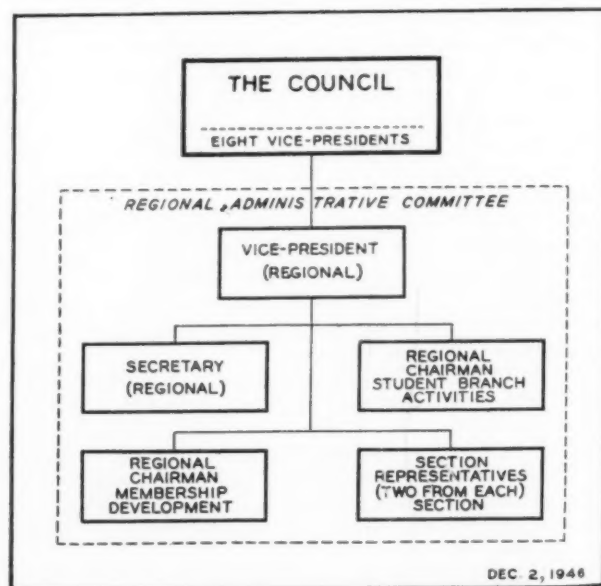 THE COUNCIL
EIGHT VICE-PRESIDENTS
REGIONAL ADMINISTRATIVE COMMITTEE
VICE-PRESIDENT
(REGIONAL)
SECRETARY
(REGIONAL)
REGIONAL
CHAIRMAN
STUDENT BRANCH
ACTIVITIES
REGIONAL
CHAIRMAN
MEMBERSHIP
DEVELOPMENT
SECTION
REPRESENTATIVES
(TWO FROM EACH)
SECTION
DEC. 2, 1946